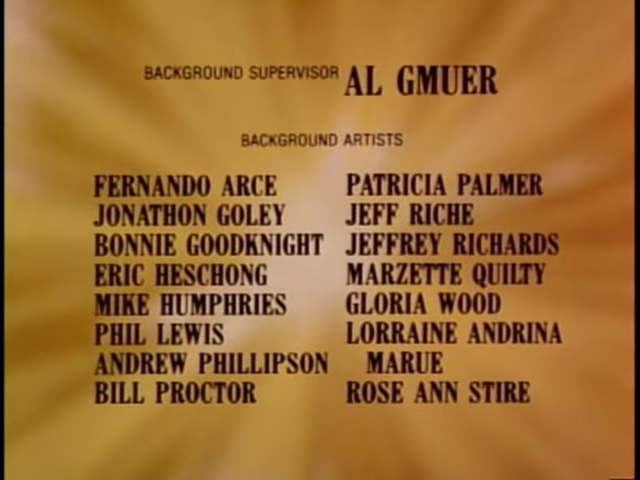 BACKGROUND SUPERVISOR AL GMUER
BACKGROUND ARTISTS
FERNANDO ARCE
JONATHON GOLEY
BONNIE GOODKNIGHT
ERIC HESCHONG
MIKE HUMPHRIES
PHIL LEWIS
ANDREW PHILLIPSON
BILL PROCTOR
PATRICIA PALMER
JEFF RICHE
JEFFREY RICHARDS
MARZETTE QUILTY
GLORIA WOOD
LORRAINE ANDRINA
MARUE
ROSE ANN STIRE